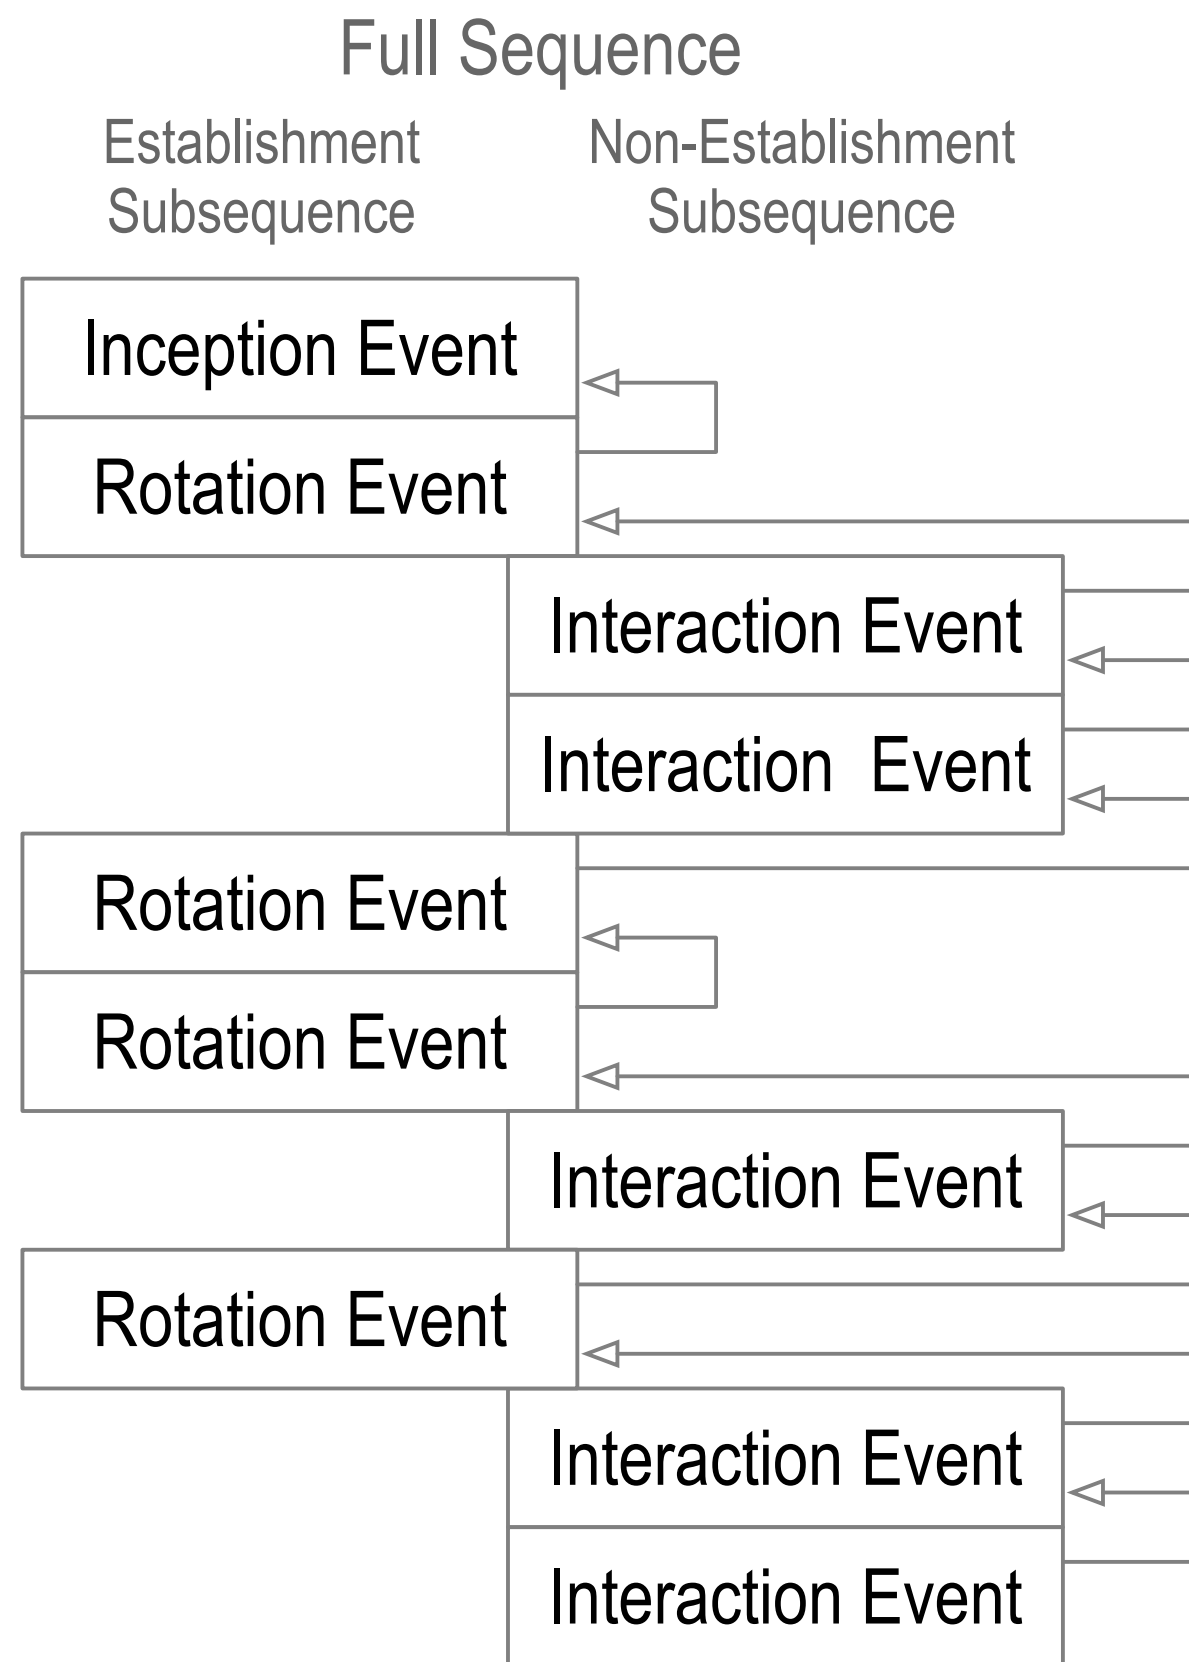 Full Sequence
Establishment
Subsequence
Non-Establishment
Subsequence
Inception Event
Rotation Event
Interaction Event
Interaction  Event
Rotation Event
Rotation Event
Interaction Event
Rotation Event
Interaction Event
Interaction Event